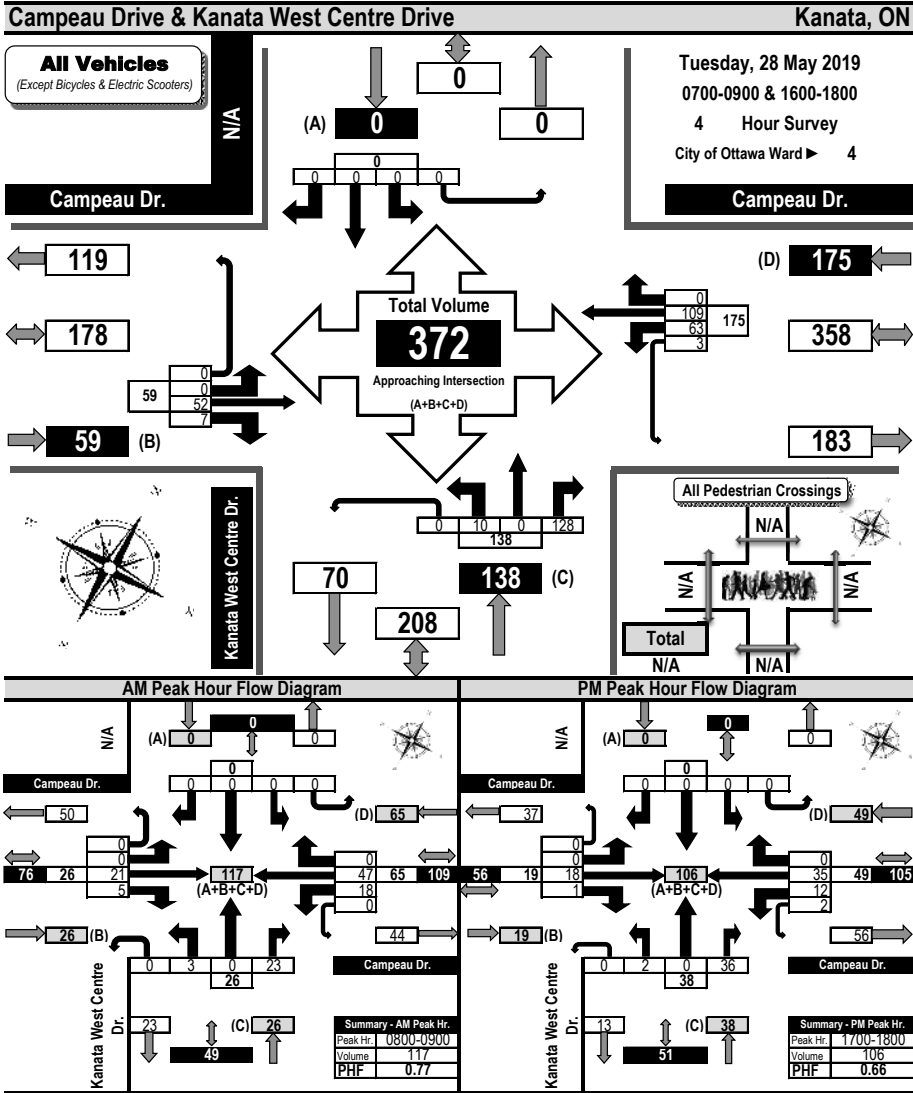 Campeau Drive & Kanata West Centre Drive Kanata, ON
All Vehicles
(Except Bicycles & Electric Scooters)
N/A
Campeau Dr.
0
(A) 0 0
Tuesday, 28 May 2019
0700-0900 & 1600-1800
4 Hour Survey
City of Ottawa Ward ► 4
Campeau Dr.
0
0 0 0 0
119
178
59
0
0
52
7
59 (B)
Total Volume
372
Approaching Intersection
(A+B+C+D)
(D) 175
0
109
63
3
175
358
183
Kanata West Centre Dr.
0 10 0 128
138
70
138 (C)
208
All Pedestrian Crossings
N/A
N/A
N/A
Total
N/A
N/A
AM Peak Hour Flow Diagram
N/A
0
(A) 0 0
0
0 0 0 0
Campeau Dr.
50
(D) 65
0
0
76 26 21
5
117
(A+B+C+D)
0
47 65 109
18
0
26 (B)
44
0 3 0 23
26
Campeau Dr.
Kanata West Centre Dr.
23
(C) 26
49
Summary - AM Peak Hr.
Peak Hr. 0800-0900
Volume 117
PHF 0.77
PM Peak Hour Flow Diagram
N/A
0
(A) 0 0
0
0 0 0 0
Campeau Dr.
37
(D) 49
0
0
56 19 18
1
106
(A+B+C+D)
0
35 49 105
12
2
19 (B)
56
0 2 0 36
38
Campeau Dr.
Kanata West Centre Dr.
13
(C) 38
51
Summary - PM Peak Hr.
Peak Hr. 1700-1800
Volume 106
PHF 0.66